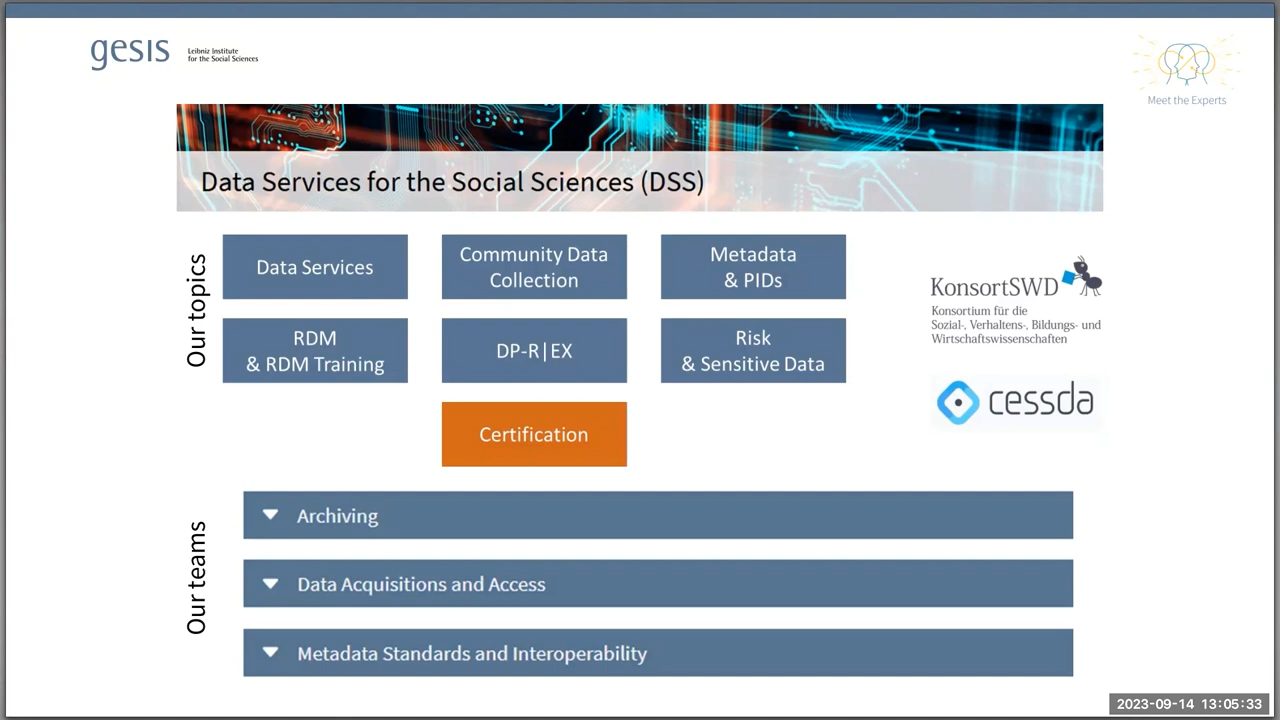 gesis
Leibniz Institute
for the Social Sciences
Meet the Experts
Data Services for the Social Sciences (DSS)
Our topics
Data Services
Community Data
Collection
Metadata
& PIDs
RDM
& RDM Training
DP-R|EX
Risk
& Sensitive Data
Certification
KonsortSWD
Konsortium für die
Sozial-, Verhaltens-, Bildungs- und
Wirtschaftswissenschaften
cessda
Our teams
Archiving
Data Acquisitions and Access
Metadata Standards and Interoperability
2023-09-14 13:05:33